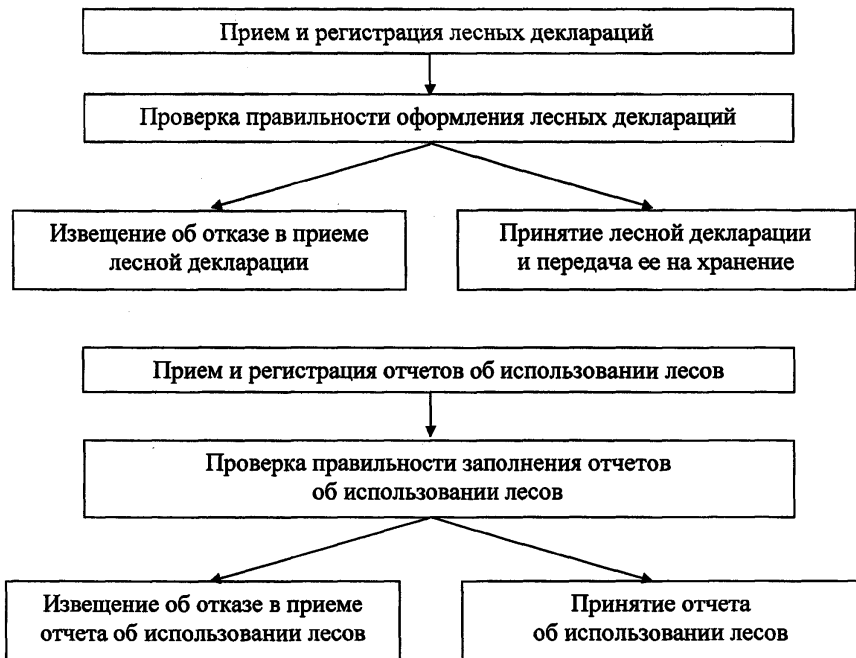 Прием и регистрация лесных деклараций
Проверка правильности оформления лесных деклараций
Извещение об отказе в приеме
лесной декларации
Принятие лесной декларации
и передача ее на хранение
Прием и регистрация отчетов об использовании лесов
Проверка правильности заполнения отчетов
об использовании лесов
Извещение об отказе в приеме
отчета об использовании лесов
Принятие отчета
об использовании лесов